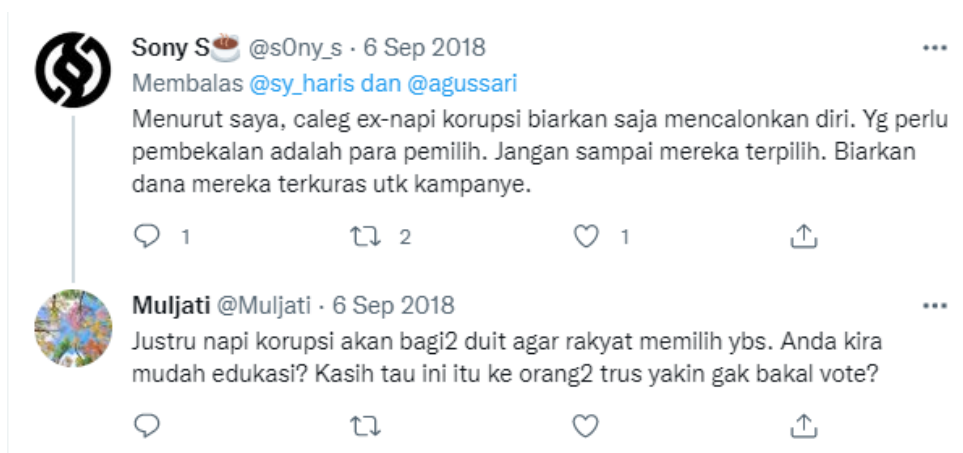 Sony S☕ @s0ny_s · 6 Sep 2018
Membalas @sy_haris dan @agussari
Menurut saya, caleg ex-napi korupsi biarkan saja mencalonkan diri. Yg perlu
pembekalan adalah para pemilih. Jangan sampai mereka terpilih. Biarkan
dana mereka terkuras utk kampanye.
1 2 1
Muljati @Muljati · 6 Sep 2018
Justru napi korupsi akan bagi2 duit agar rakyat memilih ybs. Anda kira
mudah edukasi? Kasih tau ini itu ke orang2 trus yakin gak bakal vote?